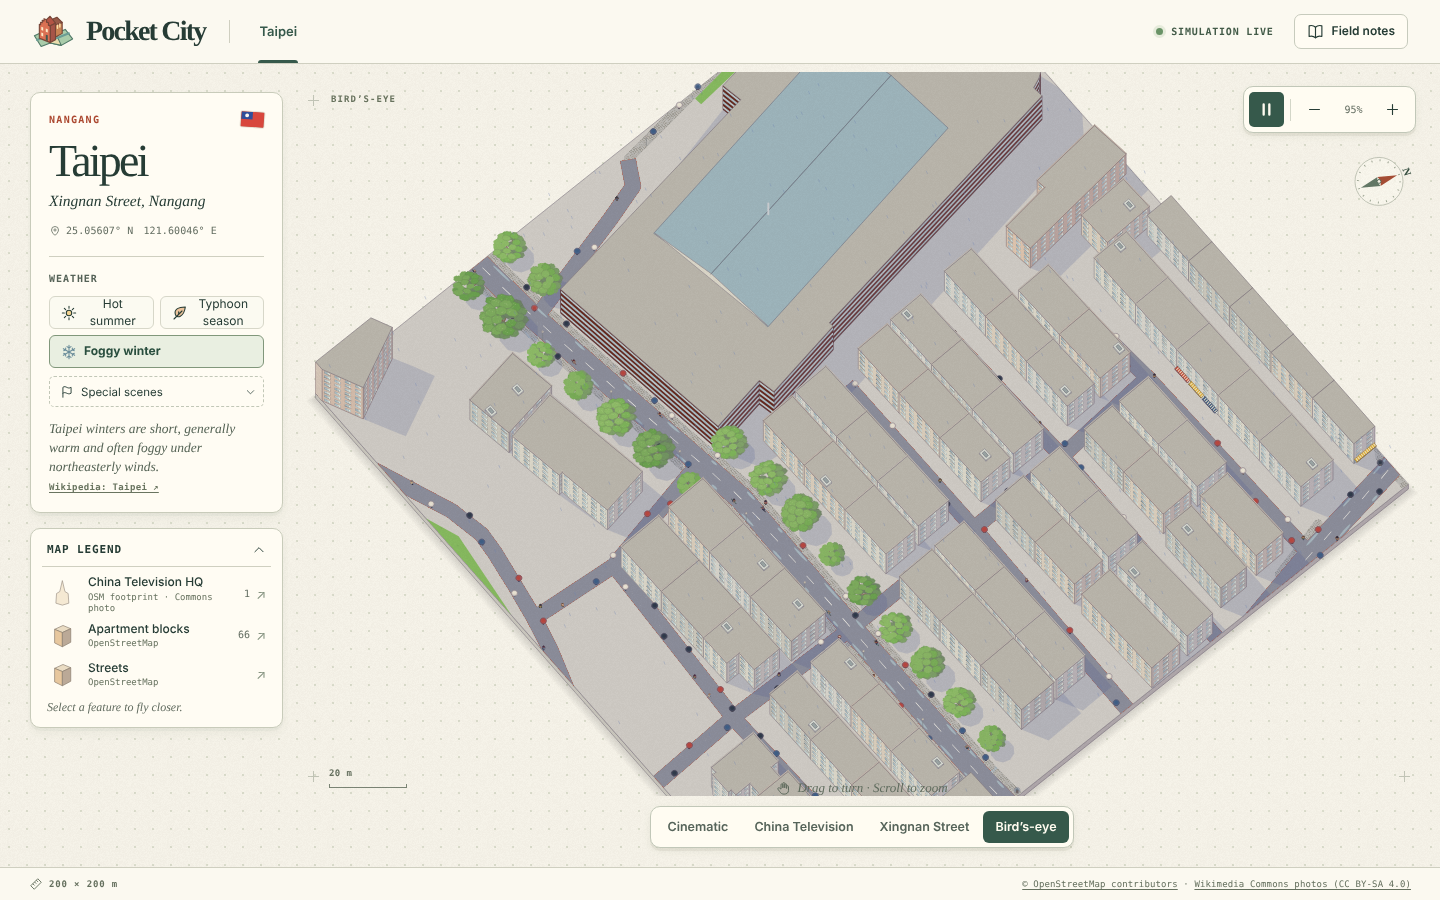 Pocket City
Taipei
SIMULATION LIVE
Field notes
NANGANG
Taipei
Xingnan Street, Nangang
25.05607° N 121.60046° E
WEATHER
Hot summer
Typhoon season
Foggy winter
Special scenes
Taipei winters are short, generally
warm and often foggy under
northeasterly winds.
Wikipedia: Taipei ↗
MAP LEGEND
China Television HQ
OSM footprint · Commons
photo
1 ↗
Apartment blocks
OpenStreetMap
66 ↗
Streets
OpenStreetMap
↗
Select a feature to fly closer.
BIRD'S-EYE
95%
N
20 m
Drag to turn · Scroll to zoom
Cinematic
China Television
Xingnan Street
Bird's-eye
200 × 200 m
© OpenStreetMap contributors · Wikimedia Commons photos (CC BY-SA 4.0)